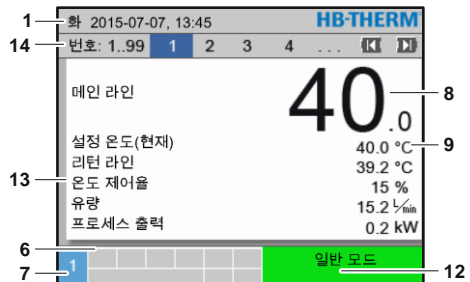 1 화 2015-07-07, 13:45 HB-THERM
14 번호: 1..99 1 2 3 4 ...
메인 라인 40.0 8
설정 온도(현재) 40.0 °C 9
리턴 라인 39.2 °C
13 온도 제어율 15 %
유량 15.2 L/min
프로세스 출력 0.2 kW
6
7 1 일반 모드 12